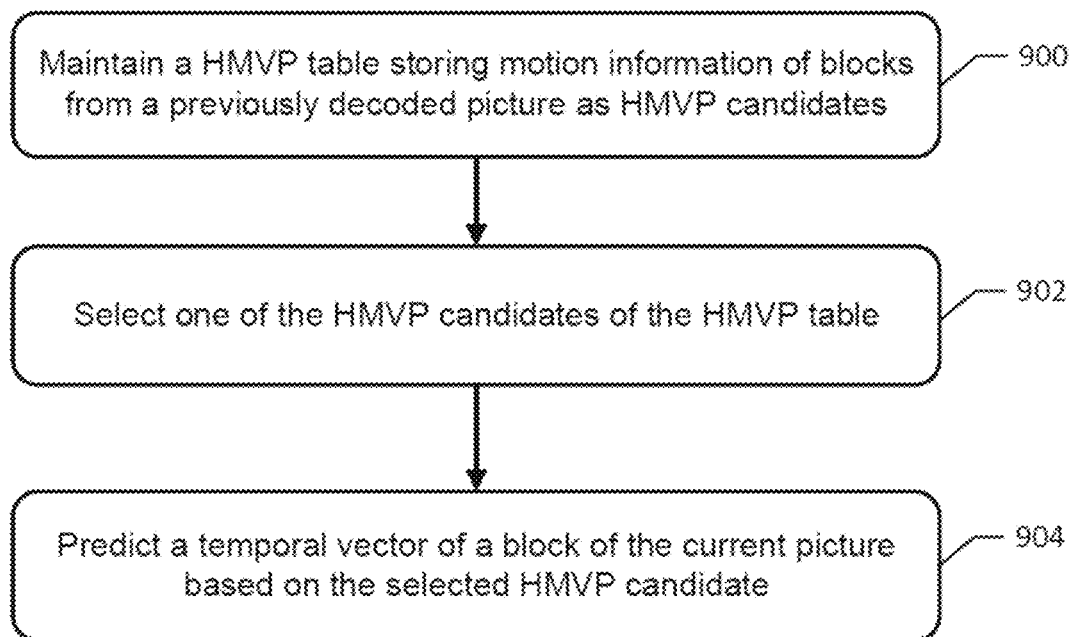 Maintain a HMVP table storing motion information of blocks
from a previously decoded picture as HMVP candidates
900
Select one of the HMVP candidates of the HMVP table
902
Predict a temporal vector of a block of the current picture
based on the selected HMVP candidate
904